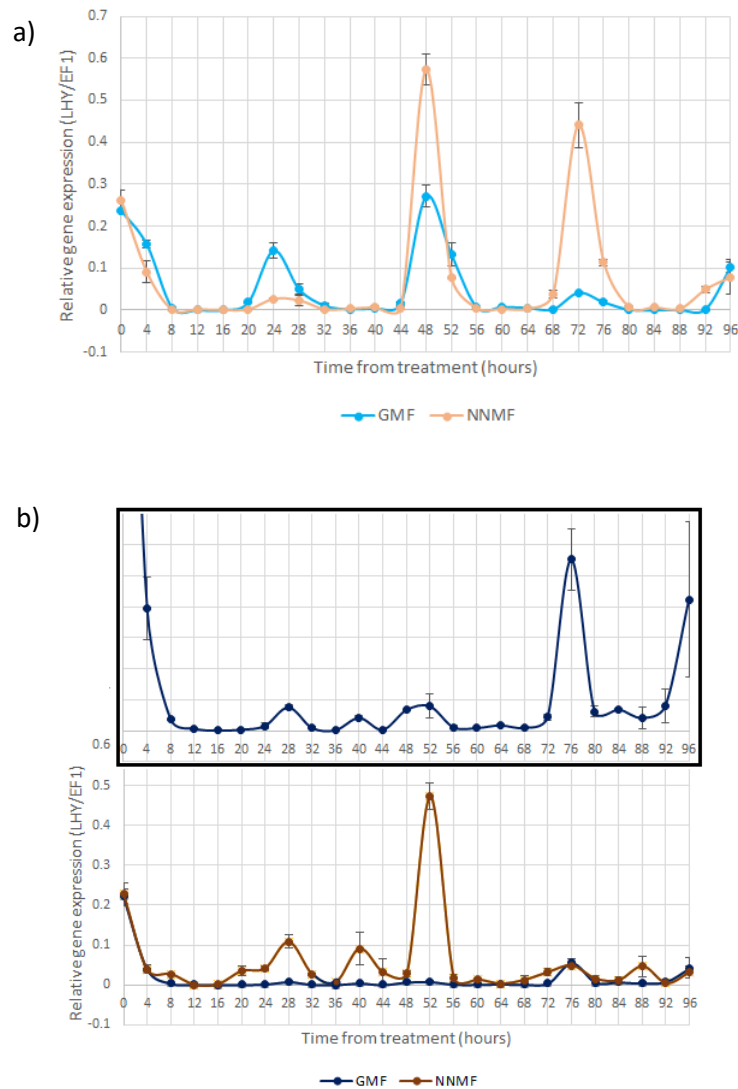 a)
Relative gene expression (LHY/EF1)
0.7
0.6
0.5
0.4
0.3
0.2
0.1
0
-0.1
0 4 8 12 16 20 24 28 32 36 40 44 48 52 56 60 64 68 72 76 80 84 88 92 96
Time from treatment (hours)
GMF NNMF
b)
0.6
0 4 8 12 16 20 24 28 32 36 40 44 48 52 56 60 64 68 72 76 80 84 88 92 96
Relative gene expression (LHY/EF1)
0.5
0.4
0.3
0.2
0.1
0
-0.1
0 4 8 12 16 20 24 28 32 36 40 44 48 52 56 60 64 68 72 76 80 84 88 92 96
Time from treatment (hours)
GMF NNMF